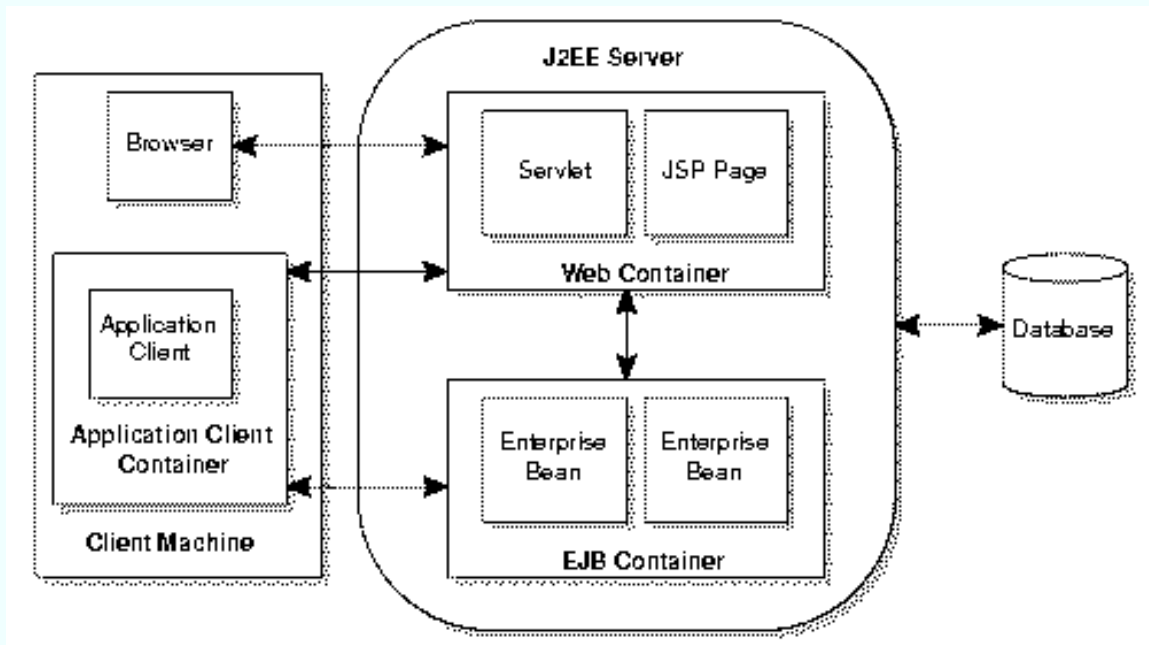 J2EE Server
Browser
Servlet
JSP Page
Web Container
Application
Client
Application Client
Container
Client Machine
Enterprise
Bean
Enterprise
Bean
EJB Container
Database